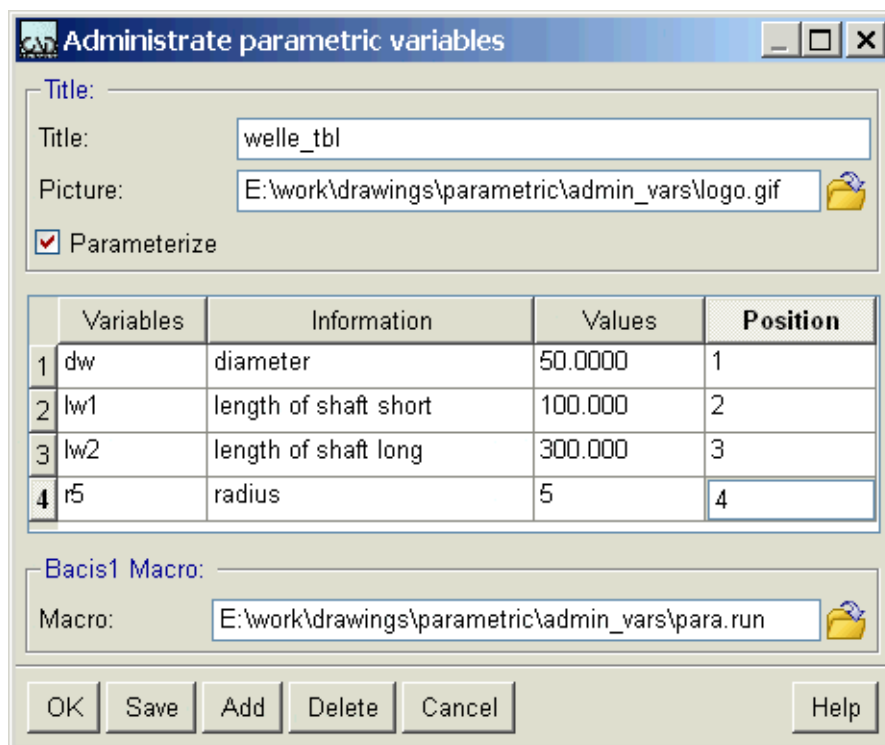 CAD Administrate parametric variables
Title:
Title: welle_tbl
Picture: E:\work\drawings\parametric\admin_vars\logo.gif
Parameterize
Variables Information Values Position
1 dw diameter 50.0000 1
2 lw1 length of shaft short 100.000 2
3 lw2 length of shaft long 300.000 3
4 r5 radius 5 4
Bacis1 Macro:
Macro: E:\work\drawings\parametric\admin_vars\para.run
OK Save Add Delete Cancel Help